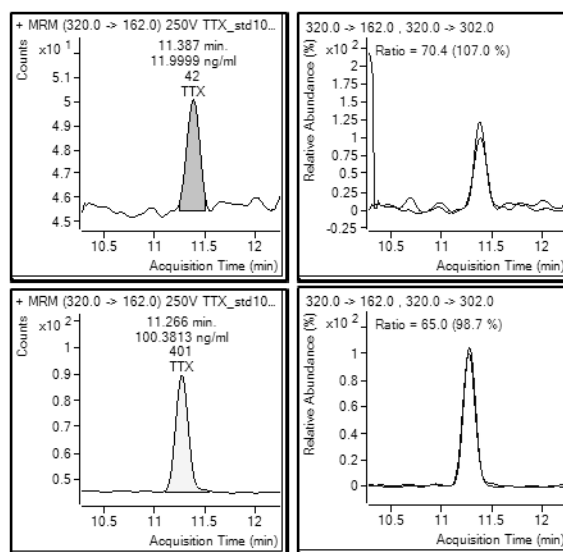 + MRM (320.0 -> 162.0) 250V TTX_std10...
Counts
x10 1
11.387 min.
11.9999 ng/ml
42
TTX
5.2
5.1
5
4.9
4.8
4.7
4.6
4.5
10.5 11 11.5 12
Acquisition Time (min)
320.0 -> 162.0 , 320.0 -> 302.0
Relative Abundance (%)
x10 2
Ratio = 70.4 (107.0 %)
2.25
2
1.75
1.5
1.25
1
0.75
0.5
0.25
0
-0.25
10.5 11 11.5 12
Acquisition Time (min)
+ MRM (320.0 -> 162.0) 250V TTX_std10...
Counts
x10 2
11.266 min.
100.3813 ng/ml
401
TTX
1
0.9
0.8
0.7
0.6
0.5
10.5 11 11.5 12
Acquisition Time (min)
320.0 -> 162.0 , 320.0 -> 302.0
Relative Abundance (%)
x10 2
Ratio = 65.0 (98.7 %)
1
0.8
0.6
0.4
0.2
0
10.5 11 11.5 12
Acquisition Time (min)